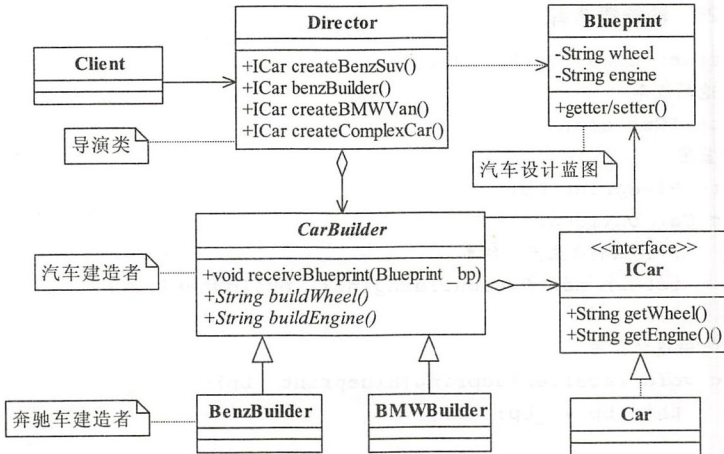 Director
+ICar createBenzSuv()
+ICar benzBuilder()
+ICar createBMWVan()
+ICar createComplexCar()
Blueprint
-String wheel
-String engine
+getter/setter()
Client
导演类
汽车设计蓝图
CarBuilder
+void receiveBlueprint(Blueprint _bp)
+String buildWheel()
+String buildEngine()
汽车建造者
<<interface>>
ICar
+String getWheel()
+String getEngine()()
奔驰车建造者
BenzBuilder
BMWBuilder
Car